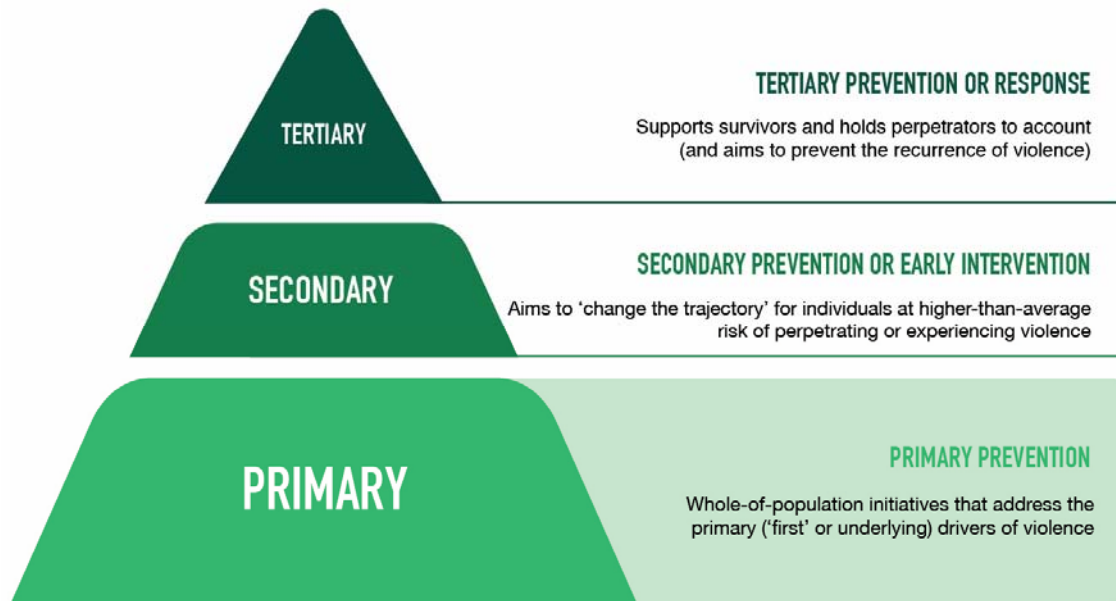 TERTIARY
TERTIARY PREVENTION OR RESPONSE
Supports survivors and holds perpetrators to account
(and aims to prevent the recurrence of violence)
SECONDARY
SECONDARY PREVENTION OR EARLY INTERVENTION
Aims to ‘change the trajectory’ for individuals at higher-than-average
risk of perpetrating or experiencing violence
PRIMARY
PRIMARY PREVENTION
Whole-of-population initiatives that address the
primary (‘first’ or underlying) drivers of violence